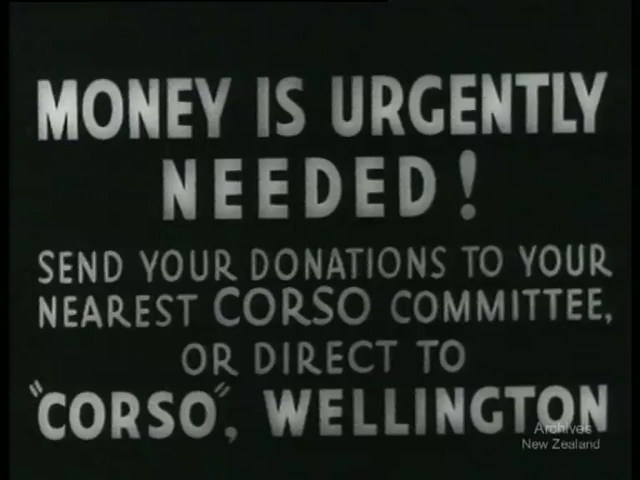 MONEY IS URGENTLY
NEEDED!
SEND YOUR DONATIONS TO YOUR
NEAREST CORSO COMMITTEE,
OR DIRECT TO
"CORSO", WELLINGTON
Archives
New Zealand